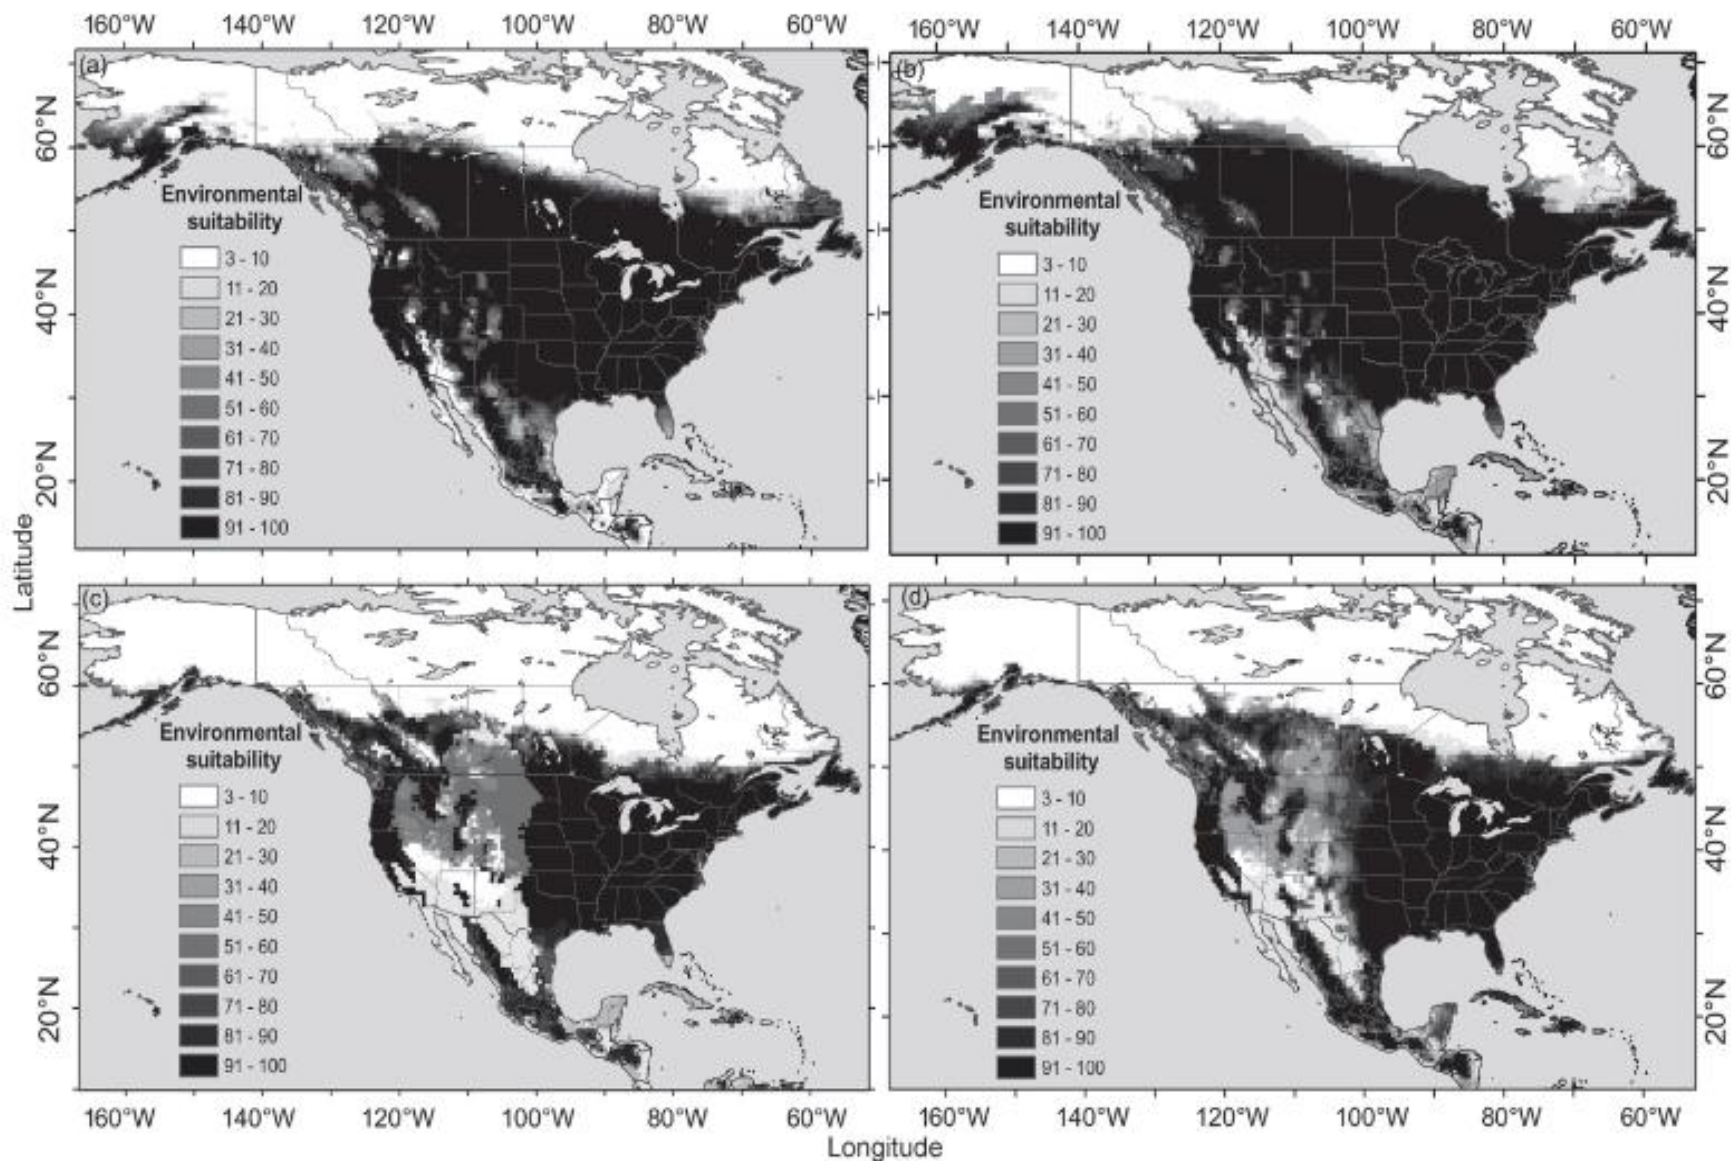 160°W 140°W 120°W 100°W 80°W 60°W
160°W 140°W 120°W 100°W 80°W 60°W
(a)
60°N
40°N
20°N
Environmental
suitability
3 - 10
11 - 20
21 - 30
31 - 40
41 - 50
51 - 60
61 - 70
71 - 80
81 - 90
91 - 100
(b)
Environmental
suitability
3 - 10
11 - 20
21 - 30
31 - 40
41 - 50
51 - 60
61 - 70
71 - 80
81 - 90
91 - 100
60°N
40°N
20°N
Latitude
(c)
60°N
40°N
20°N
Environmental
suitability
3 - 10
11 - 20
21 - 30
31 - 40
41 - 50
51 - 60
61 - 70
71 - 80
81 - 90
91 - 100
(d)
Environmental
suitability
3 - 10
11 - 20
21 - 30
31 - 40
41 - 50
51 - 60
61 - 70
71 - 80
81 - 90
91 - 100
60°N
40°N
20°N
160°W 140°W 120°W 100°W 80°W 60°W
160°W 140°W 120°W 100°W 80°W 60°W
Longitude